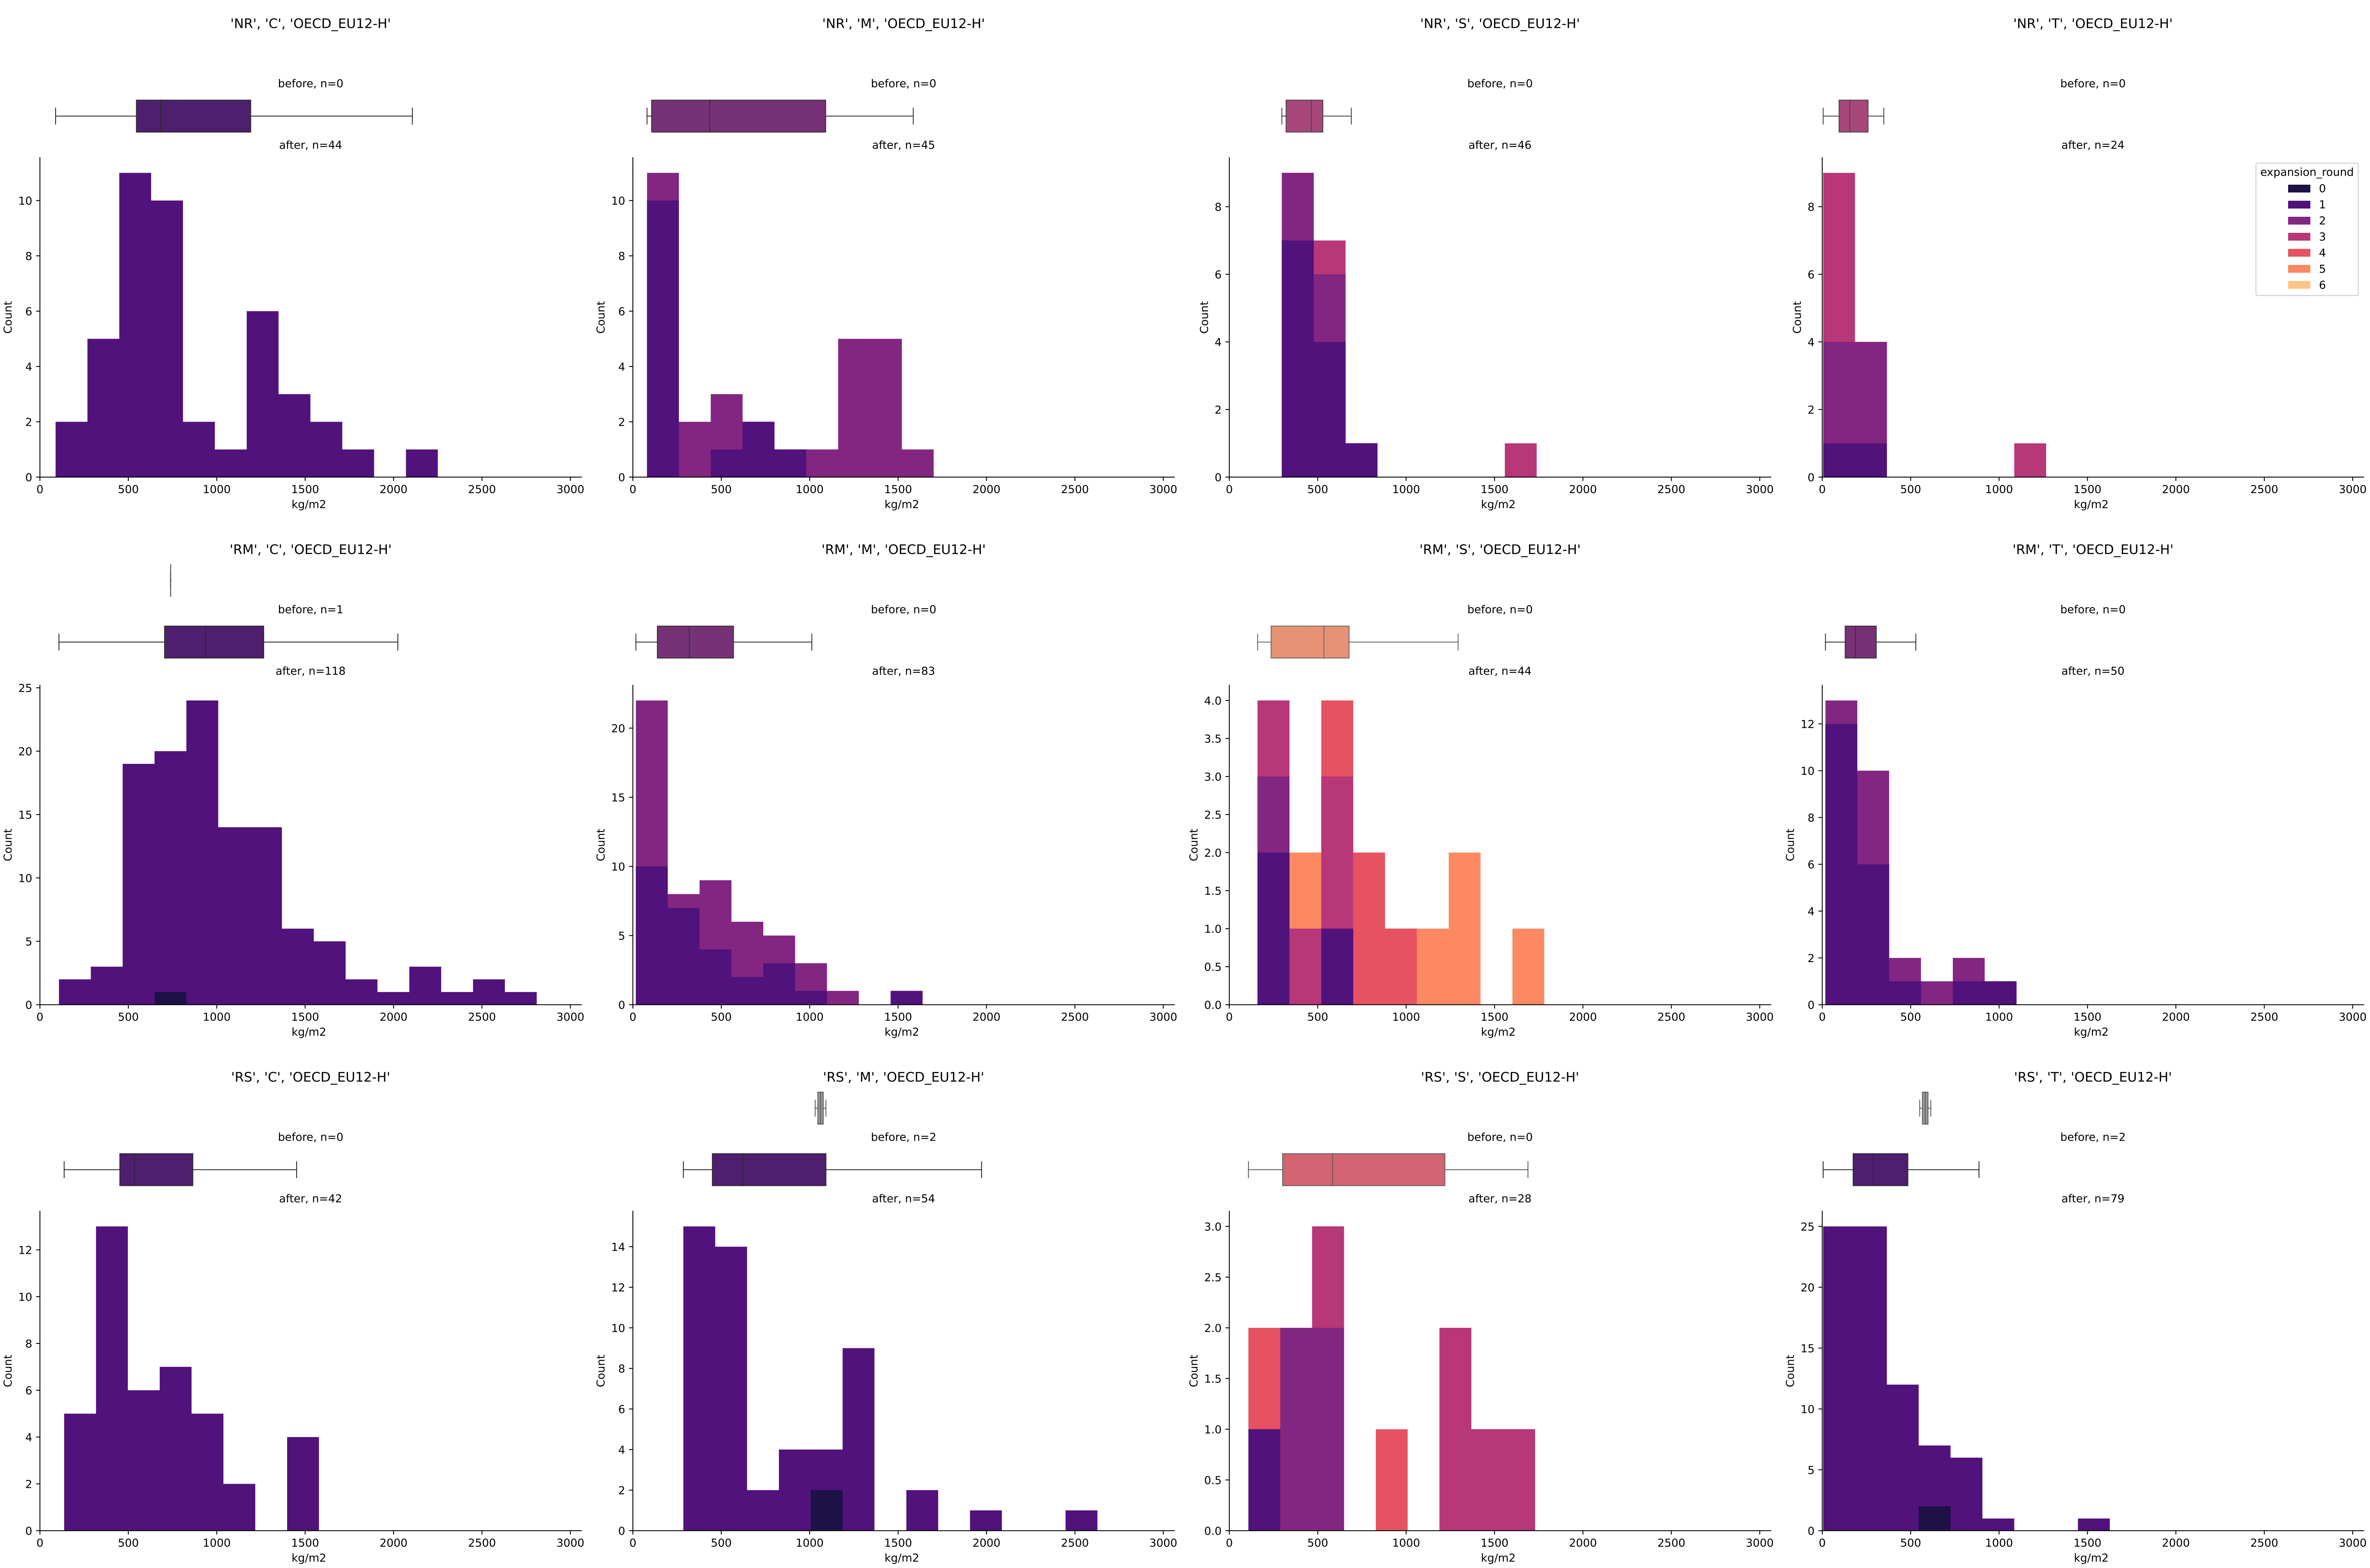 'NR', 'C', 'OECD_EU12-H'
before, n=0
after, n=44
10
8
6
4
2
0
Count
0 500 1000 1500 2000 2500 3000
kg/m2
'NR', 'M', 'OECD_EU12-H'
before, n=0
after, n=45
10
8
6
4
2
0
Count
0 500 1000 1500 2000 2500 3000
kg/m2
'NR', 'S', 'OECD_EU12-H'
before, n=0
after, n=46
8
6
4
2
0
Count
0 500 1000 1500 2000 2500 3000
kg/m2
'NR', 'T', 'OECD_EU12-H'
before, n=0
after, n=24
8
6
4
2
0
Count
0 500 1000 1500 2000 2500 3000
kg/m2
expansion_round
0
1
2
3
4
5
6
'RM', 'C', 'OECD_EU12-H'
before, n=1
after, n=118
25
20
15
10
5
0
Count
0 500 1000 1500 2000 2500 3000
kg/m2
'RM', 'M', 'OECD_EU12-H'
before, n=0
after, n=83
20
15
10
5
0
Count
0 500 1000 1500 2000 2500 3000
kg/m2
'RM', 'S', 'OECD_EU12-H'
before, n=0
after, n=44
4.0
3.5
3.0
2.5
2.0
1.5
1.0
0.5
0.0
Count
0 500 1000 1500 2000 2500 3000
kg/m2
'RM', 'T', 'OECD_EU12-H'
before, n=0
after, n=50
12
10
8
6
4
2
0
Count
0 500 1000 1500 2000 2500 3000
kg/m2
'RS', 'C', 'OECD_EU12-H'
before, n=0
after, n=42
12
10
8
6
4
2
0
Count
0 500 1000 1500 2000 2500 3000
kg/m2
'RS', 'M', 'OECD_EU12-H'
before, n=2
after, n=54
14
12
10
8
6
4
2
0
Count
0 500 1000 1500 2000 2500 3000
kg/m2
'RS', 'S', 'OECD_EU12-H'
before, n=0
after, n=28
3.0
2.5
2.0
1.5
1.0
0.5
0.0
Count
0 500 1000 1500 2000 2500 3000
kg/m2
'RS', 'T', 'OECD_EU12-H'
before, n=2
after, n=79
25
20
15
10
5
0
Count
0 500 1000 1500 2000 2500 3000
kg/m2